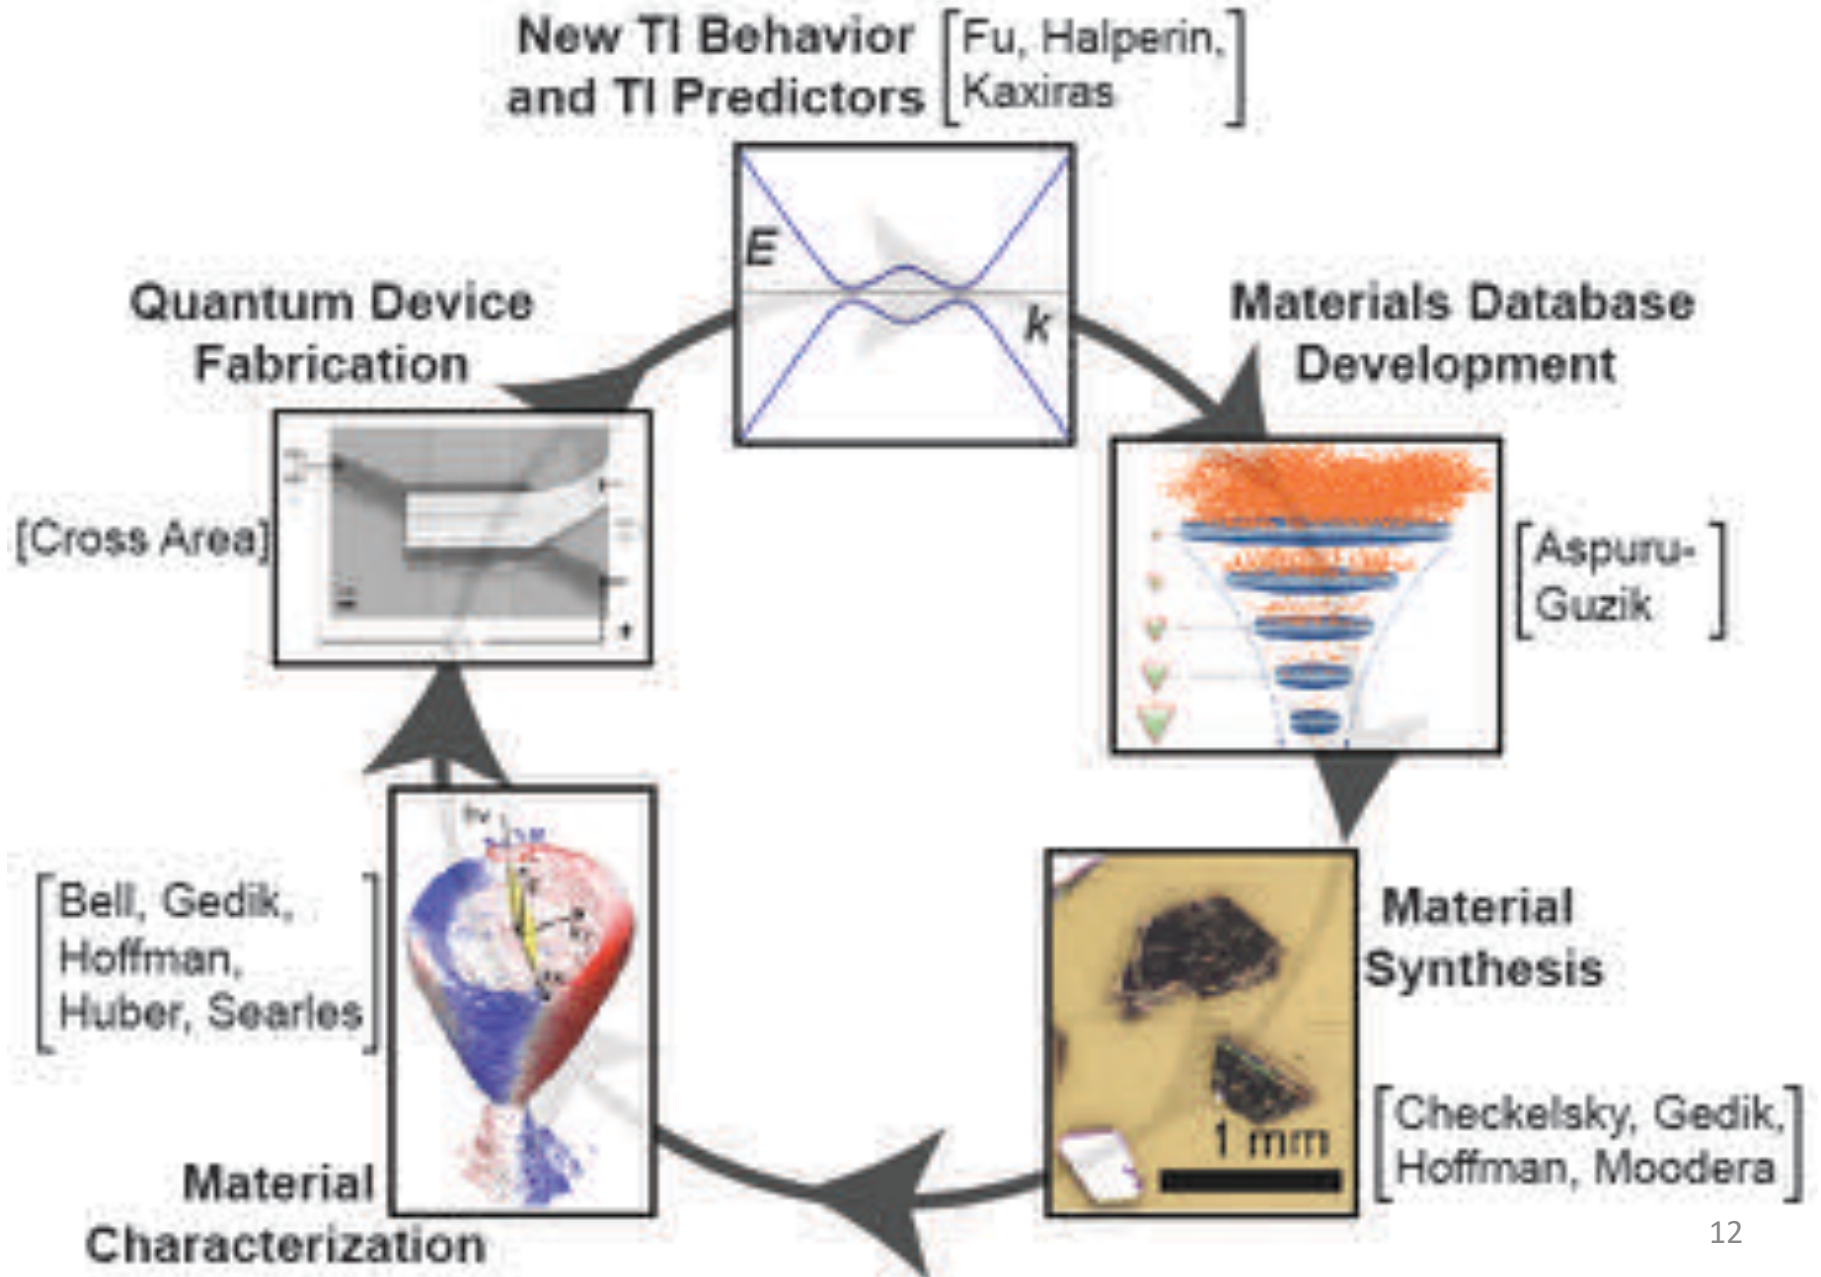 New TI Behavior
and TI Predictors
[Fu, Halperin,
Kaxiras]
E
k
Quantum Device
Fabrication
[Cross Area]
Materials Database
Development
[Aspuru-
Guzik]
Material
Synthesis
[Checkelsky, Gedik,
Hoffman, Moodera]
1 mm
[Bell, Gedik,
Hoffman,
Huber, Searles]
Material
Characterization
12